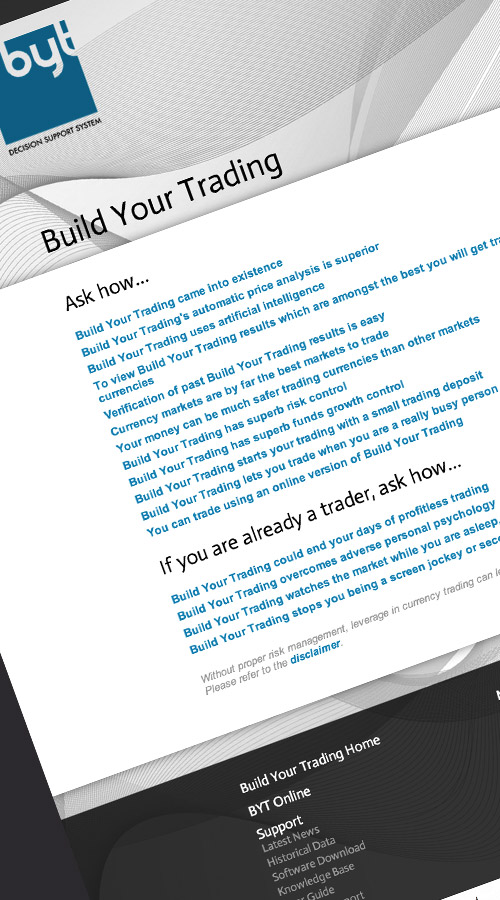 byt
DECISION SUPPORT SYSTEM
Build Your Trading
Ask how...
Build Your Trading came into existence
Build Your Trading's automatic price analysis is superior
Build Your Trading uses artificial intelligence
To view Build Your Trading results which are amongst the best you will get
currencies
Verification of past Build Your Trading results is easy
Currency markets are by far the best markets to trade
Your money can be much safer trading currencies than other markets
Build Your Trading has superb risk control
Build Your Trading has superb funds growth control
Build Your Trading starts your trading with a small trading deposit
Build Your Trading lets you trade when you are a really busy person
You can trade using an online version of Build Your Trading
If you are already a trader, ask how...
Build Your Trading could end your days of profitless trading
Build Your Trading overcomes adverse personal psychology
Build Your Trading watches the market while you are asleep
Build Your Trading stops you being a screen jockey or
Without proper risk management, leverage in currency trading can
Please refer to the disclaimer.
Build Your Trading Home
BYT Online
Support
Latest News
Historical Data
Software Download
Knowledge Base
Guide